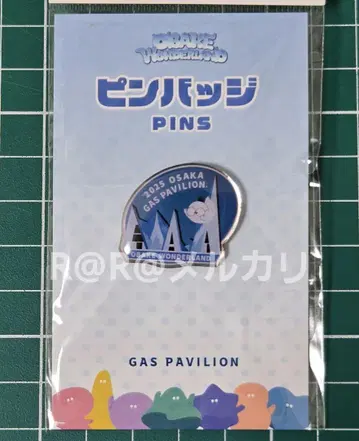 OBAKE
WONDERLAND
ピンバッジ
PINS
2025 OSAKA
GAS PAVILION
OBAKE WONDERLAND
R@R@メルカリ
GAS PAVILION